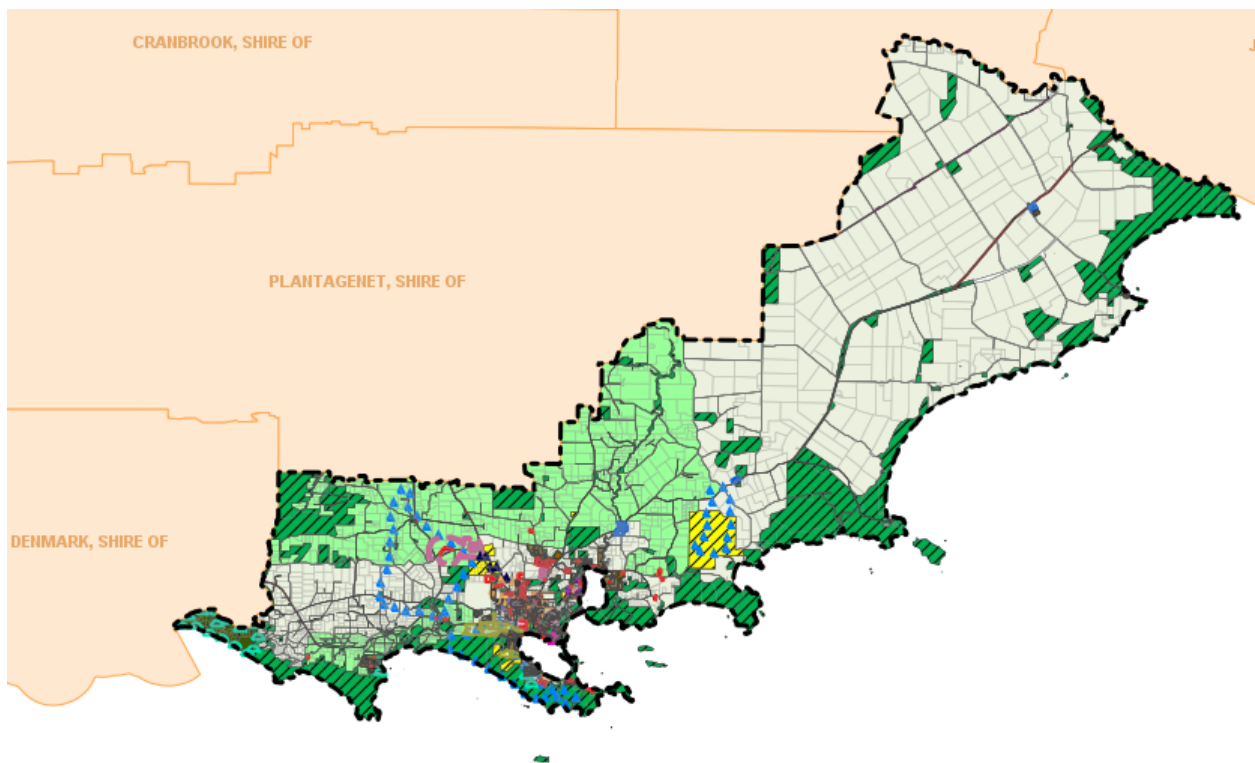 CRANBROOK, SHIRE OF
PLANTAGENET, SHIRE OF
DENMARK, SHIRE OF